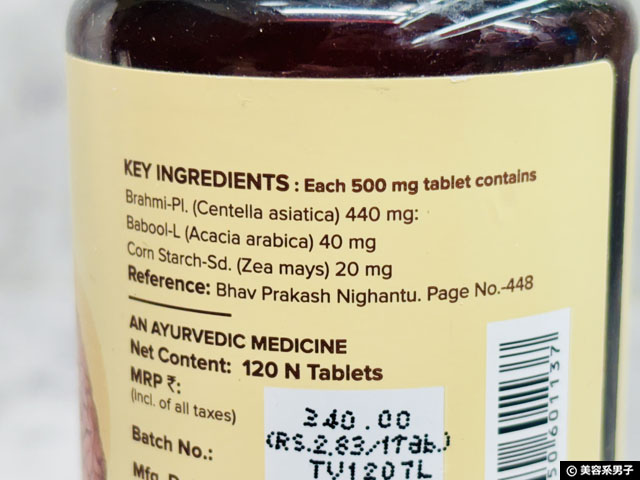 KEY INGREDIENTS : Each 500 mg tablet contains
Brahmi-Pl. (Centella asiatica) 440 mg:
Babool-L (Acacia arabica) 40 mg
Corn Starch-Sd. (Zea mays) 20 mg
Reference: Bhav Prakash Nighantu. Page No.-448
AN AYURVEDIC MEDICINE
Net Content: 120 N Tablets
MRP ₹:
(incl. of all taxes)
340.00
(RS.2.83/1Tab.)
Batch No.:
TV1207L
Mfg.
50601137
© 美容系男子